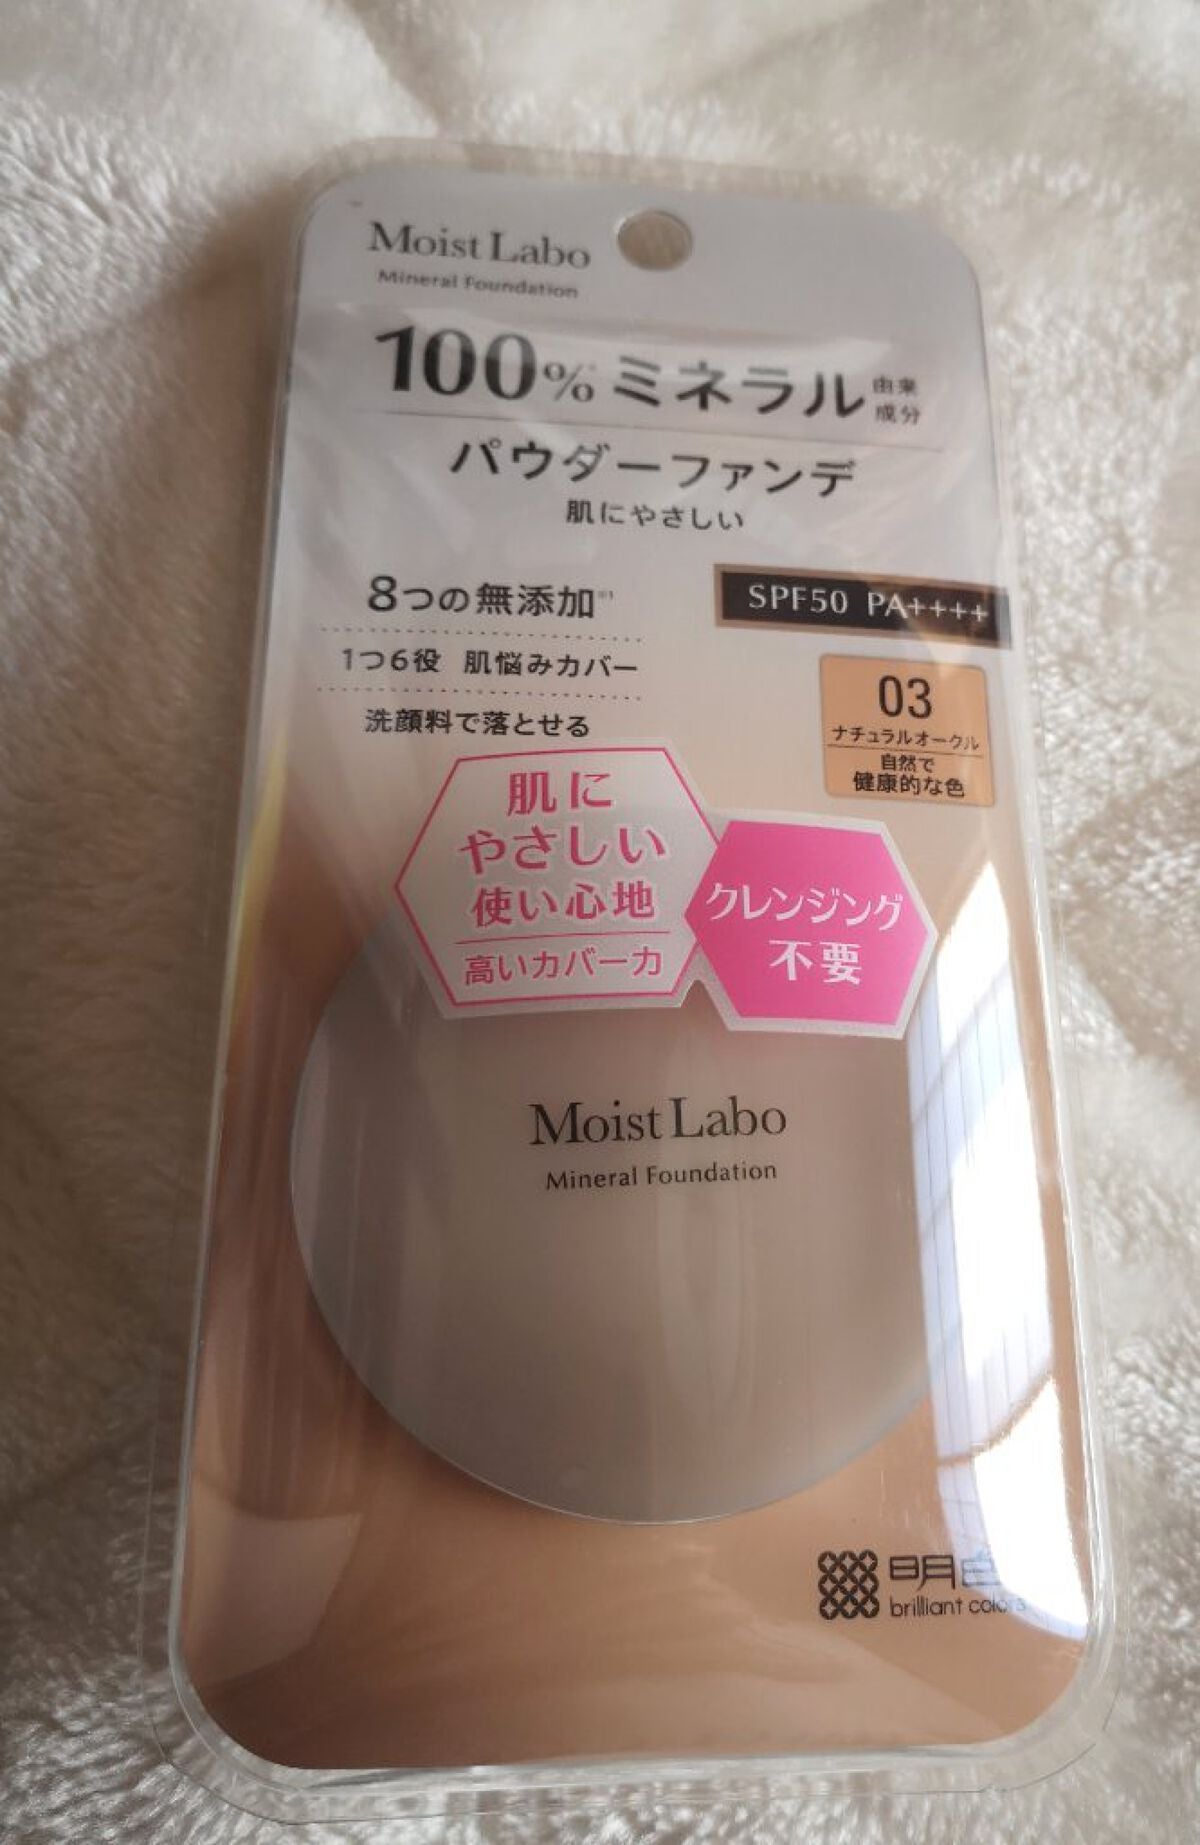 Moist Labo
Mineral Foundation
100%ミネラル由来成分
パウダーファンデ
肌にやさしい
8つの無添加※1
SPF50 PA++++
1つ6役 肌悩みカバー
洗顔料で落とせる
03
ナチュラルオークル
自然で
健康的な色
肌に
やさしい
使い心地
高いカバー力
クレンジング
不要
Moist Labo
Mineral Foundation
明色
brilliant colors